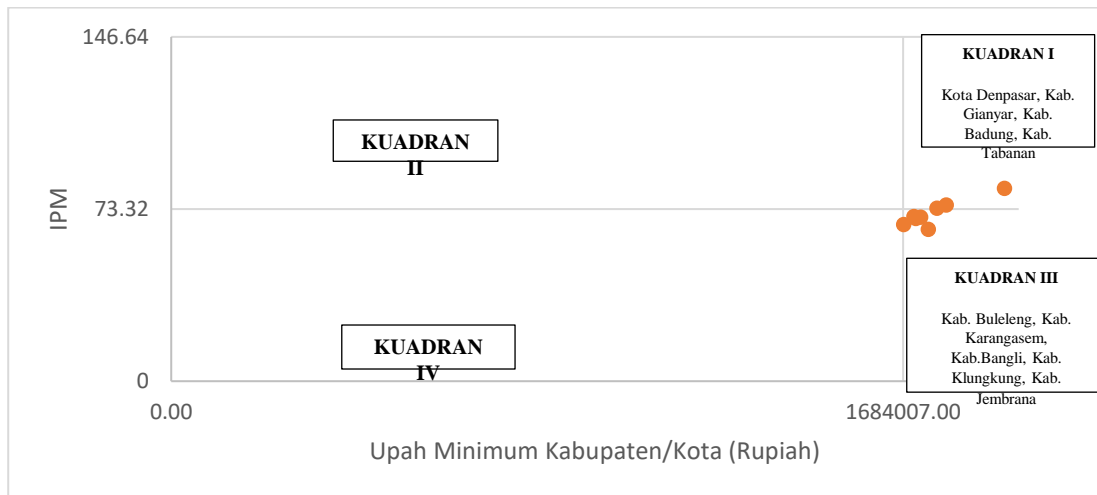 146.64
KUADRAN I
Kota Denpasar, Kab.
Gianyar, Kab.
Badung, Kab.
Tabanan
KUADRAN
II
IPM
73.32
KUADRAN III
Kab. Buleleng, Kab.
Karangasem,
Kab.Bangli, Kab.
Klungkung, Kab.
Jembrana
KUADRAN
IV
0
0.00
1684007.00
Upah Minimum Kabupaten/Kota (Rupiah)